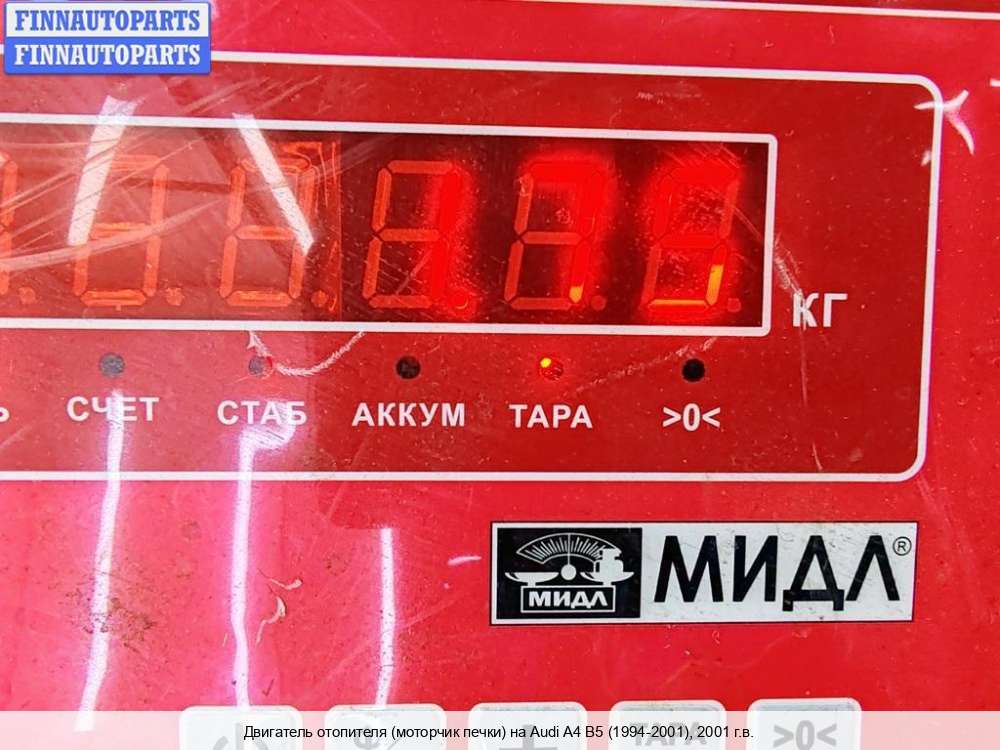 FINNAUTOPARTS
FINNAUTOPARTS
КГ
СЧЕТ СТАБ АККУМ ТАРА >0<
МИДЛ МИДЛ®
ТАРА >0<
Двигатель отопителя (моторчик печки) на Audi A4 B5 (1994-2001), 2001 г.в.